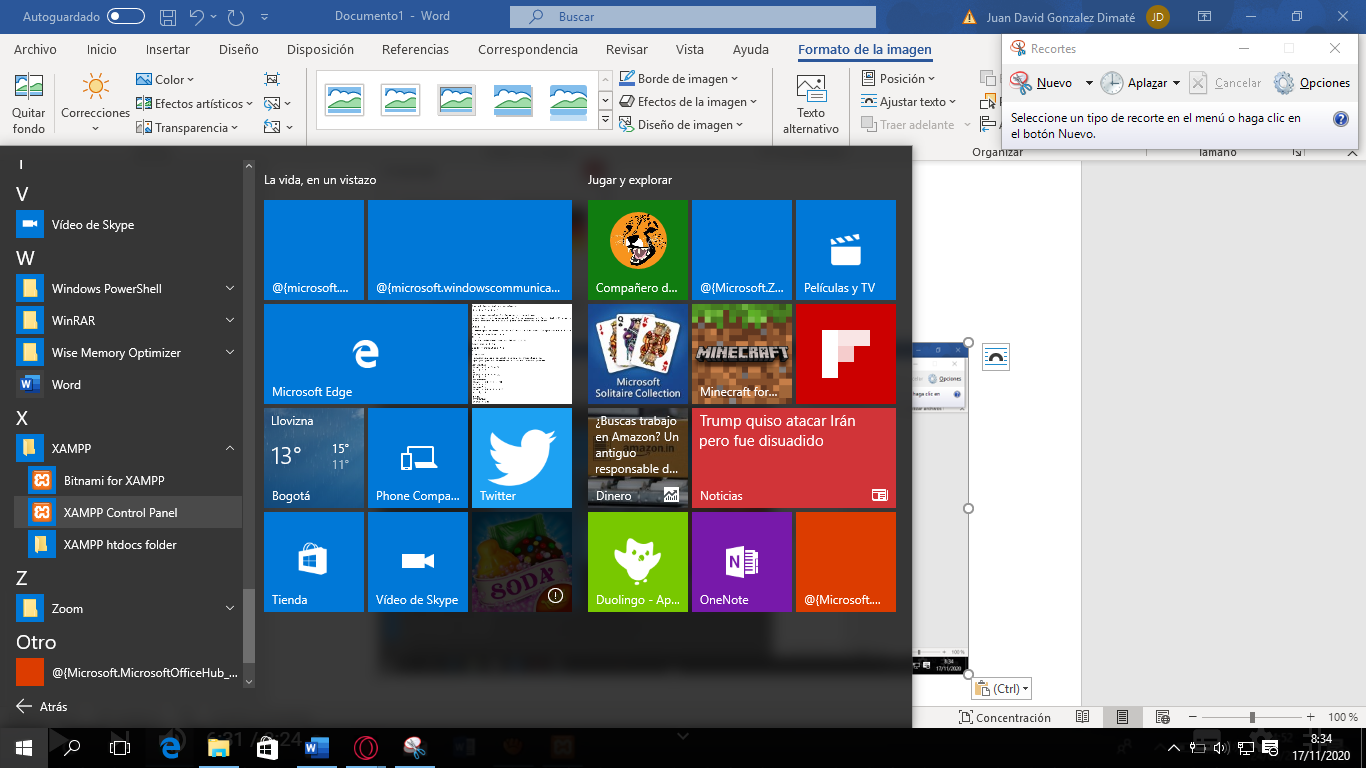 Autoguardado
Documento1 - Word
Buscar
Juan David Gonzalez Dimaté
JD
Archivo
Inicio
Insertar
Diseño
Disposición
Referencias
Correspondencia
Revisar
Vista
Ayuda
Formato de la imagen
Quitar fondo
Correcciones
Color
Efectos artísticos
Transparencia
Borde de imagen
Efectos de la imagen
Diseño de imagen
Texto alternativo
Posición
Ajustar texto
Traer adelante
Organizar
Tamaño
Recortes
Nuevo
Aplazar
Cancelar
Opciones
Seleccione un tipo de recorte en el menú o haga clic en
el botón Nuevo.
V
Vídeo de Skype
W
Windows PowerShell
WinRAR
Wise Memory Optimizer
Word
X
XAMPP
Bitnami for XAMPP
XAMPP Control Panel
XAMPP htdocs folder
Z
Zoom
Otro
@{Microsoft.MicrosoftOfficeHub_...
Atrás
La vida, en un vistazo
@{microsoft....
@{microsoft.windowscommunica...
Microsoft Edge
Llovizna
13°
15°
11°
Bogotá
Phone Compa...
Twitter
Tienda
Vídeo de Skype
SODA
Jugar y explorar
Compañero d...
@{Microsoft.Z...
Películas y TV
Microsoft
Solitaire Collection
MINECRAFT
Minecraft for...
¿Buscas trabajo
en Amazon? Un
antiguo
responsable d...
Dinero
Trump quiso atacar Irán
pero fue disuadido
Noticias
Duolingo - Ap...
OneNote
@{Microsoft....
Opciones
100 %
8:34
17/11/2020
(Ctrl)
Concentración
100 %
8:34
17/11/2020